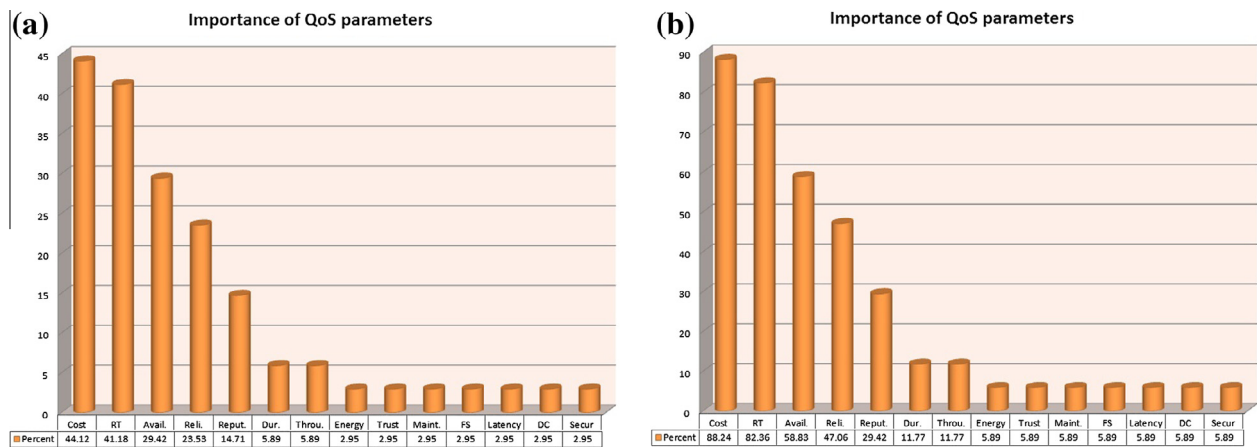 (a)
Importance of QoS parameters
45
40
35
30
25
20
15
10
5
0
Cost RT Avail. Reli. Reput. Dur. Throu. Energy Trust Maint. FS Latency DC Secur
Percent 44.12 41.18 29.42 23.53 14.71 5.89 5.89 2.95 2.95 2.95 2.95 2.95 2.95 2.95
(b)
Importance of QoS parameters
90
80
70
60
50
40
30
20
10
0
Cost RT Avail. Reli. Reput. Dur. Throu. Energy Trust Maint. FS Latency DC Secur
Percent 88.24 82.36 58.83 47.06 29.42 11.77 11.77 5.89 5.89 5.89 5.89 5.89 5.89 5.89